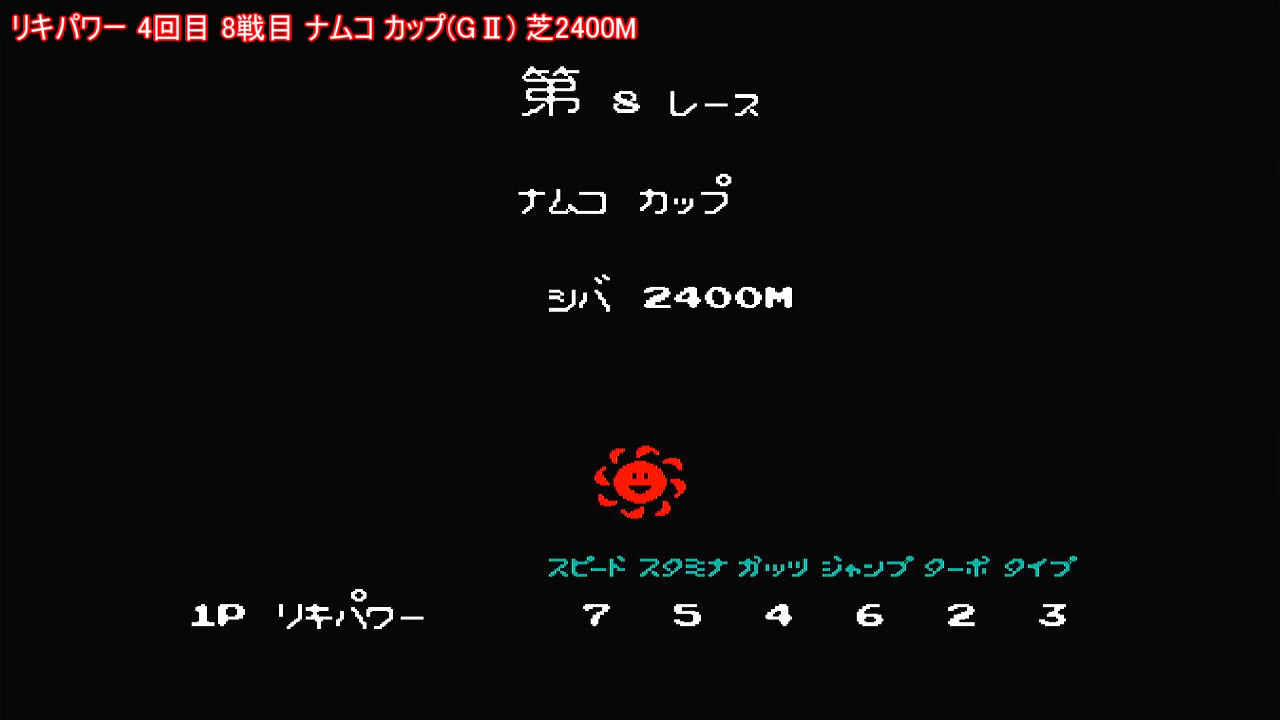 リキパワー 4回目 8戦目 ナムコ カップ(GⅡ) 芝2400M
第 8 レース
ナムコ カップ
シバ 2400M
スピード スタミナ ガッツ ジャンプ ターボ タイプ
1P リキパワー 7 5 4 6 2 3